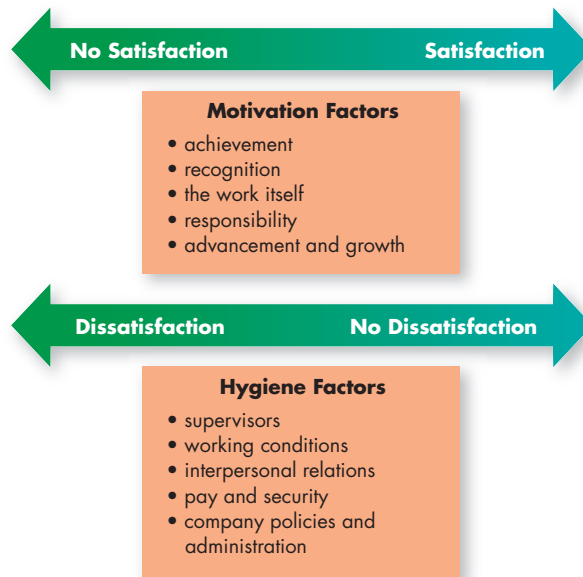 No Satisfaction Satisfaction
Motivation Factors
• achievement
• recognition
• the work itself
• responsibility
• advancement and growth
Dissatisfaction No Dissatisfaction
Hygiene Factors
• supervisors
• working conditions
• interpersonal relations
• pay and security
• company policies and
administration